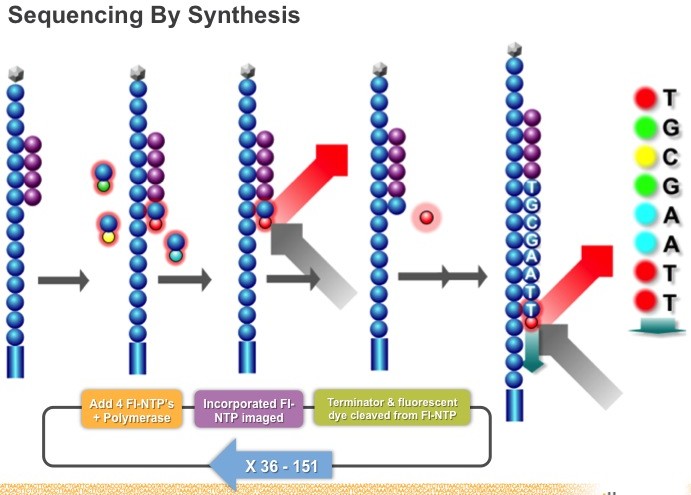 Sequencing By Synthesis
T
G
C
G
A
A
T
T
T
G
C
G
A
A
T
T
Add 4 Fl-NTP's
+ Polymerase
Incorporated Fl-
NTP imaged
Terminator & fluorescent
dye cleaved from Fl-NTP
X 36 - 151